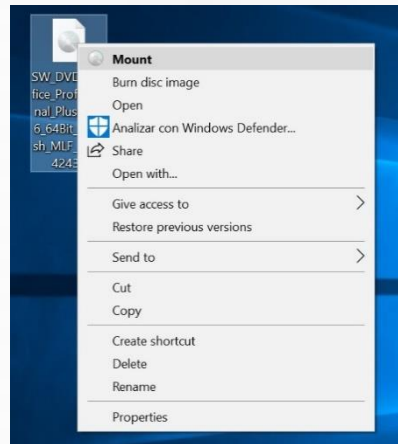 SW_DVD
fice_Prof
nal_Plus
6_64Bit_
sh_MLF_
4243
Mount
Burn disc image
Open
Analizar con Windows Defender...
Share
Open with...
Give access to
Restore previous versions
Send to
Cut
Copy
Create shortcut
Delete
Rename
Properties